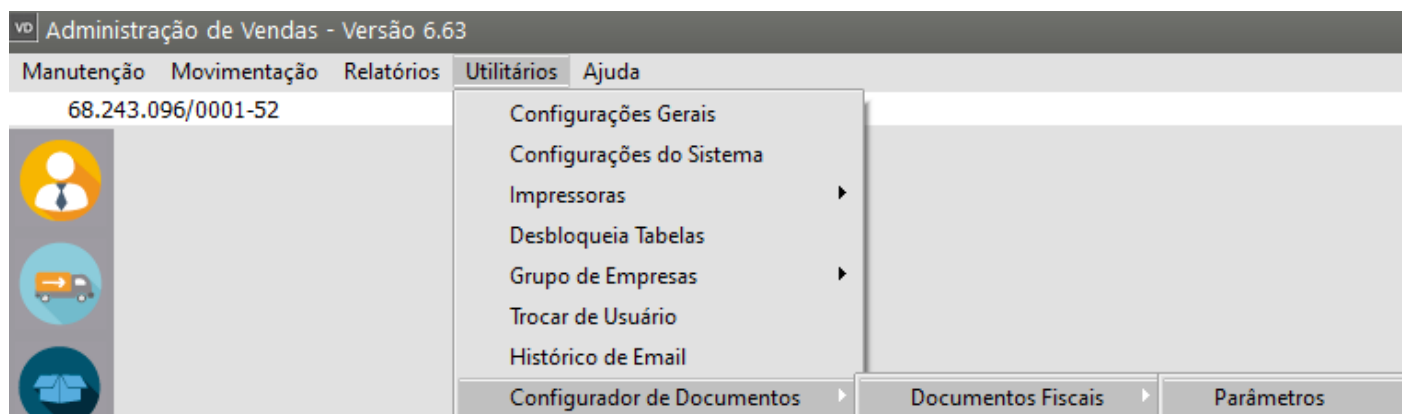 VD Administração de Vendas - Versão 6.63
Manutenção Movimentação Relatórios Utilitários Ajuda
68.243.096/0001-52
Configurações Gerais
Configurações do Sistema
Impressoras
Desbloqueia Tabelas
Grupo de Empresas
Trocar de Usuário
Histórico de Email
Configurador de Documentos Documentos Fiscais Parâmetros